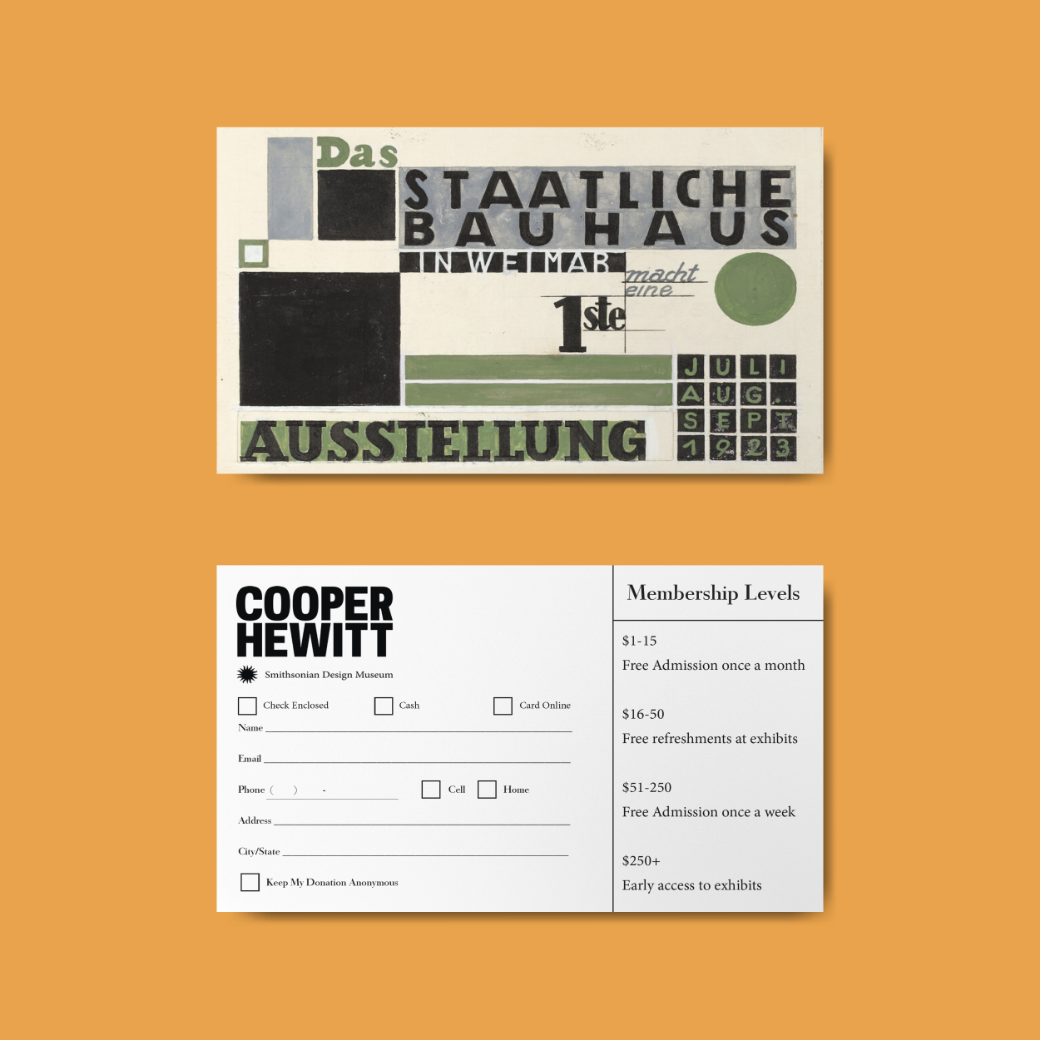 Das
STAATLICHE
BAUHAUS
IN WEIMAR
macht
eine
1ste
JULI
AUG.
SEPT
1923
AUSSTELLUNG
COOPER
HEWITT
Smithsonian Design Museum
Check Enclosed Cash Card Online
Name
Email
Phone ( ) - Cell Home
Address
City/State
Keep My Donation Anonymous
Membership Levels
$1-15
Free Admission once a month
$16-50
Free refreshments at exhibits
$51-250
Free Admission once a week
$250+
Early access to exhibits